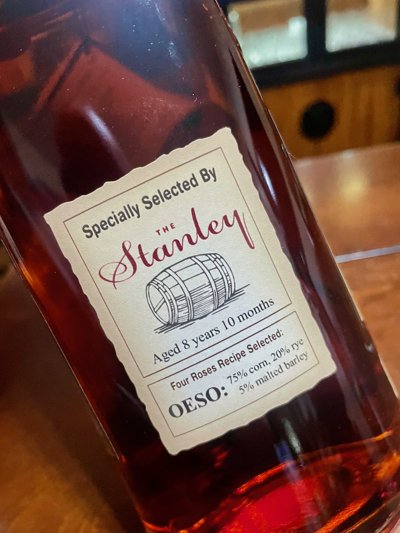 Specially Selected By
THE
Stanley
Aged 8 years 10 months
Four Roses Recipe Selected:
OESO: 75% corn, 20% rye
5% malted barley